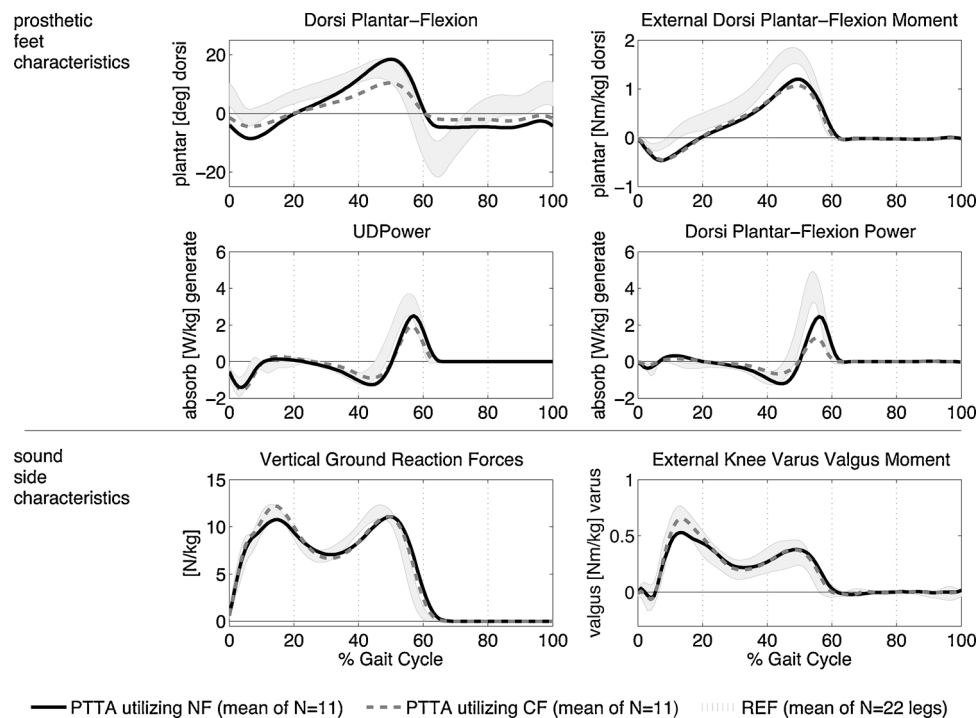 prosthetic
feet
characteristics
Dorsi Plantar–Flexion
plantar [deg] dorsi
20
0
−20
0 20 40 60 80 100
External Dorsi Plantar–Flexion Moment
plantar [Nm/kg] dorsi
2
1
0
−1
0 20 40 60 80 100
UDPower
absorb [W/kg] generate
6
4
2
0
−2
0 20 40 60 80 100
Dorsi Plantar–Flexion Power
absorb [W/kg] generate
6
4
2
0
−2
0 20 40 60 80 100
sound
side
characteristics
Vertical Ground Reaction Forces
[N/kg]
15
10
5
0
0 20 40 60 80 100
% Gait Cycle
External Knee Varus Valgus Moment
valgus [Nm/kg] varus
1
0.5
0
0 20 40 60 80 100
% Gait Cycle
PTTA utilizing NF (mean of N=11) PTTA utilizing CF (mean of N=11) REF (mean of N=22 legs)